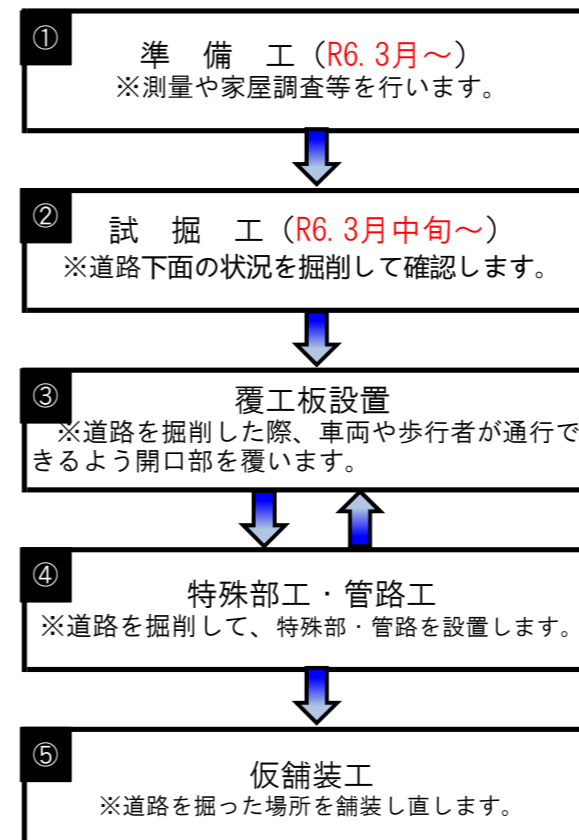 ①
準　備　工（R6.3月～）
※測量や家屋調査等を行います。
②
試　掘　工（R6.3月中旬～）
※道路下面の状況を掘削して確認します。
③
覆工板設置
※道路を掘削した際、車両や歩行者が通行で
きるよう開口部を覆います。
④
特殊部工・管路工
※道路を掘削して、特殊部・管路を設置します。
⑤
仮舗装工
※道路を掘った場所を舗装し直します。